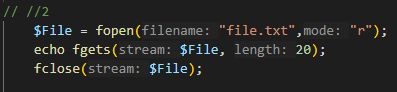 // //2
$File = fopen(filename: "file.txt",mode: "r");
echo fgets(stream: $File, length: 20);
fclose(stream: $File);